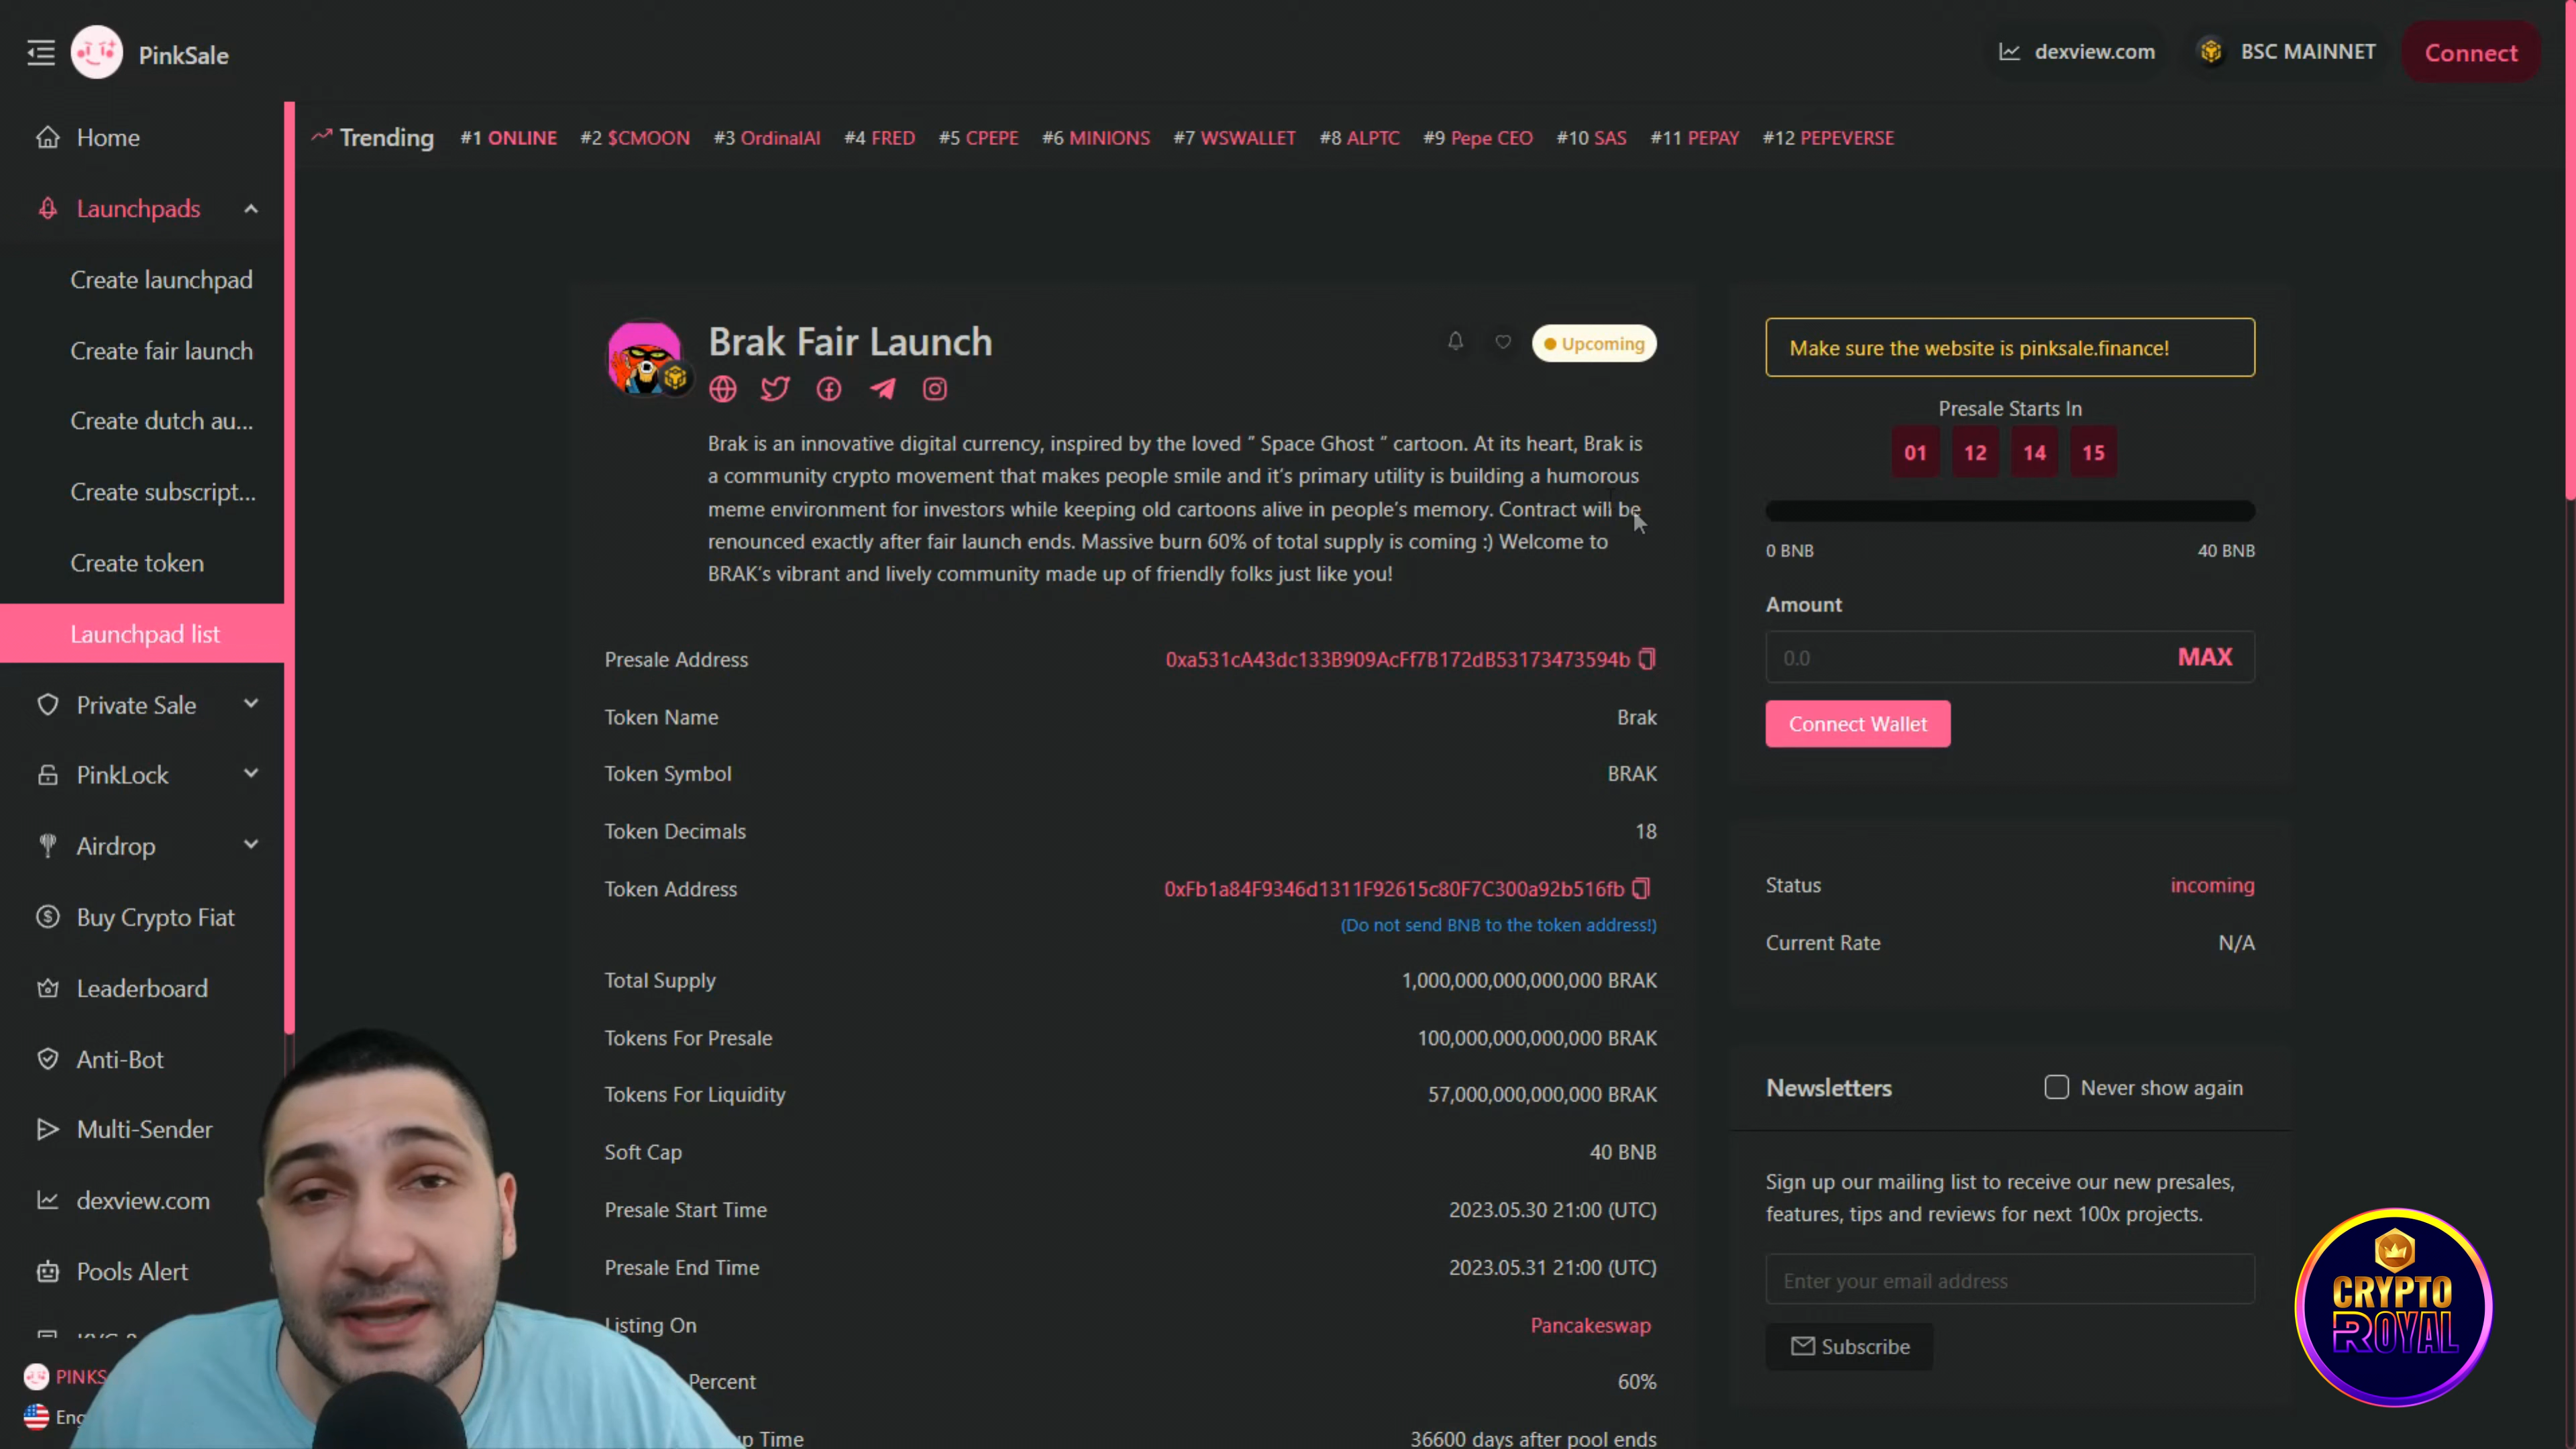 PinkSale
dexview.com
BSC MAINNET
Connect
Home
Launchpads
Create launchpad
Create fair launch
Create dutch au...
Create subscript...
Create token
Launchpad list
Private Sale
PinkLock
Airdrop
Buy Crypto Fiat
Leaderboard
Anti-Bot
Multi-Sender
dexview.com
Pools Alert
PINKS
Trending #1 ONLINE #2 $CMOON #3 OrdinalAI #4 FRED #5 CPEPE #6 MINIONS #7 WSWALLET #8 ALPTC #9 Pepe CEO #10 SAS #11 PEPAY #12 PEPEVERSE
Brak Fair Launch
Upcoming
Brak is an innovative digital currency, inspired by the loved “ Space Ghost “ cartoon. At its heart, Brak is
a community crypto movement that makes people smile and it’s primary utility is building a humorous
meme environment for investors while keeping old cartoons alive in people’s memory. Contract will be
renounced exactly after fair launch ends. Massive burn 60% of total supply is coming :) Welcome to
BRAK’s vibrant and lively community made up of friendly folks just like you!
Presale Address 0xa531cA43dc133B909AcFf7B172dB53173473594b
Token Name Brak
Token Symbol BRAK
Token Decimals 18
Token Address 0xFb1a84F9346d1311F92615c80F7C300a92b516fb
(Do not send BNB to the token address!)
Total Supply 1,000,000,000,000,000 BRAK
Tokens For Presale 100,000,000,000,000 BRAK
Tokens For Liquidity 57,000,000,000,000 BRAK
Soft Cap 40 BNB
Presale Start Time 2023.05.30 21:00 (UTC)
Presale End Time 2023.05.31 21:00 (UTC)
Listing On Pancakeswap
Percent 60%
p Time 36600 days after pool ends
Make sure the website is pinksale.finance!
Presale Starts In
01 12 14 15
0 BNB 40 BNB
Amount
0.0 MAX
Connect Wallet
Status incoming
Current Rate N/A
Newsletters Never show again
Sign up our mailing list to receive our new presales,
features, tips and reviews for next 100x projects.
Enter your email address
Subscribe
CRYPTO
ROYAL